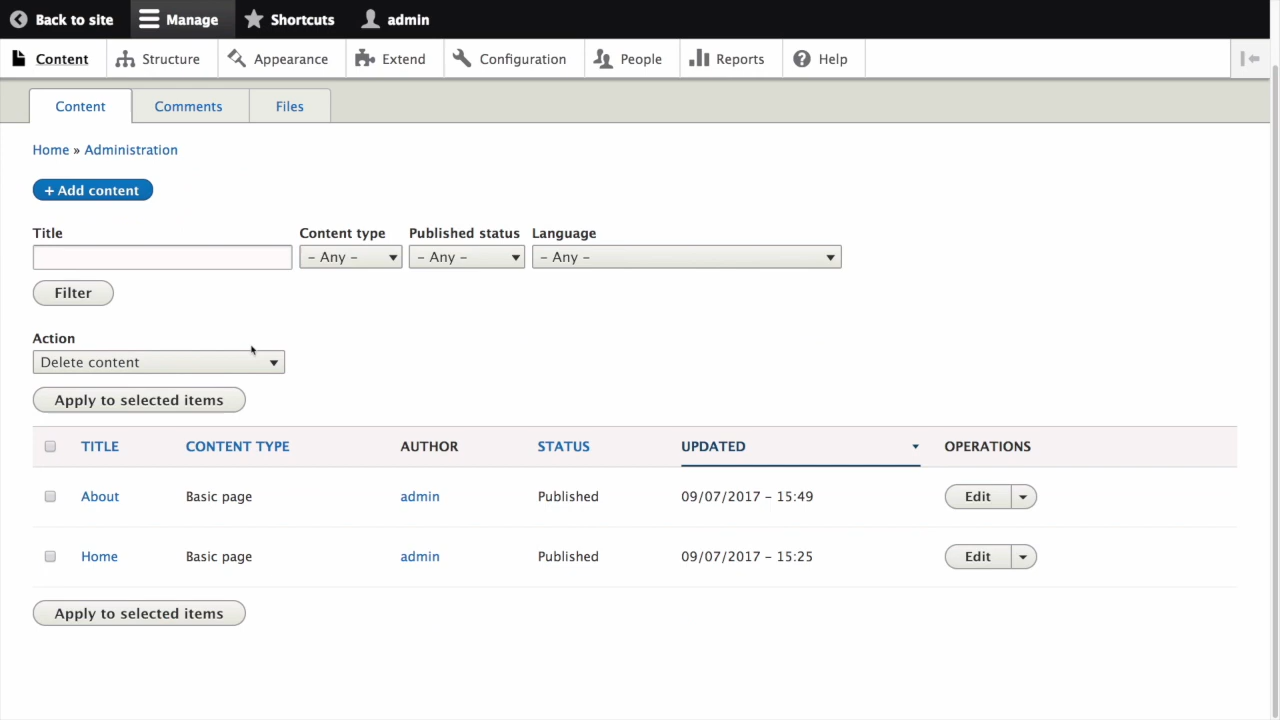 Back to site Manage Shortcuts admin
Content Structure Appearance Extend Configuration People Reports Help
Content Comments Files
Home » Administration
+ Add content
Title Content type Published status Language
– Any – – Any – – Any –
Filter
Action
Delete content
Apply to selected items
TITLE CONTENT TYPE AUTHOR STATUS UPDATED OPERATIONS
About Basic page admin Published 09/07/2017 – 15:49 Edit
Home Basic page admin Published 09/07/2017 – 15:25 Edit
Apply to selected items